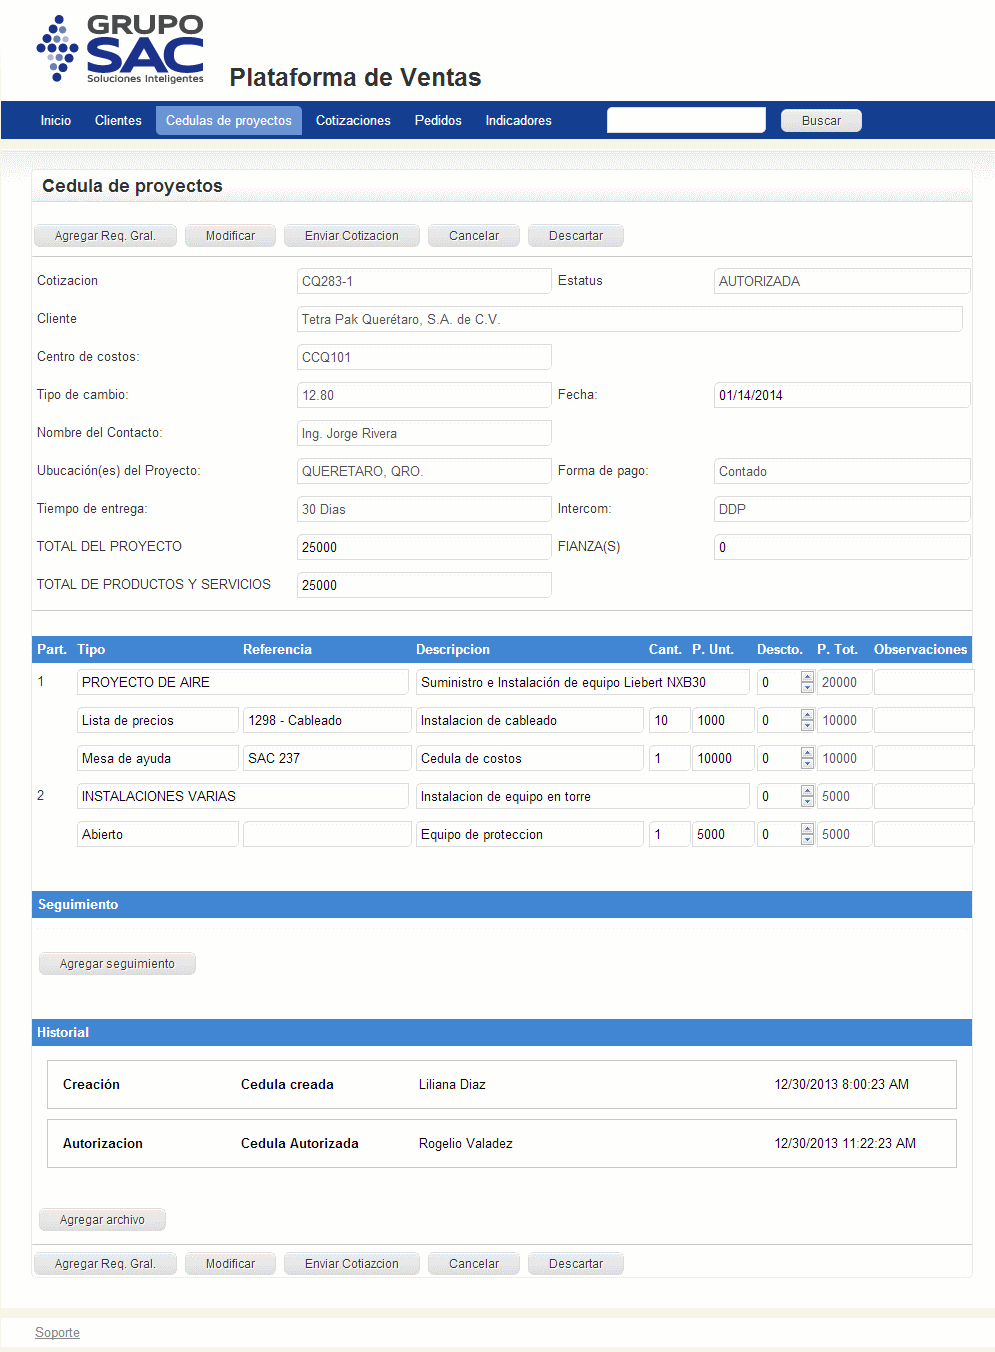 GRUPO
SAC
Soluciones Inteligentes
Plataforma de Ventas
Inicio Clientes Cedulas de proyectos Cotizaciones Pedidos Indicadores Buscar
Cedula de proyectos
Agregar Req. Gral. Modificar Enviar Cotizacion Cancelar Descartar
Cotizacion CQ283-1 Estatus AUTORIZADA
Cliente Tetra Pak Querétaro, S.A. de C.V.
Centro de costos: CCQ101
Tipo de cambio: 12.80 Fecha: 01/14/2014
Nombre del Contacto: Ing. Jorge Rivera
Ubucación(es) del Proyecto: QUERETARO, QRO. Forma de pago: Contado
Tiempo de entrega: 30 Dias Intercom: DDP
TOTAL DEL PROYECTO 25000 FIANZA(S) 0
TOTAL DE PRODUCTOS Y SERVICIOS 25000
Part. Tipo Referencia Descripcion Cant. P. Unt. Descto. P. Tot. Observaciones
1 PROYECTO DE AIRE Suministro e Instalación de equipo Liebert NXB30 0 20000
Lista de precios 1298 - Cableado Instalacion de cableado 10 1000 0 10000
Mesa de ayuda SAC 237 Cedula de costos 1 10000 0 10000
2 INSTALACIONES VARIAS Instalacion de equipo en torre 0 5000
Abierto Equipo de proteccion 1 5000 0 5000
Seguimiento
Agregar seguimiento
Historial
Creación Cedula creada Liliana Diaz 12/30/2013 8:00:23 AM
Autorizacion Cedula Autorizada Rogelio Valadez 12/30/2013 11:22:23 AM
Agregar archivo
Agregar Req. Gral. Modificar Enviar Cotiazcion Cancelar Descartar
Soporte